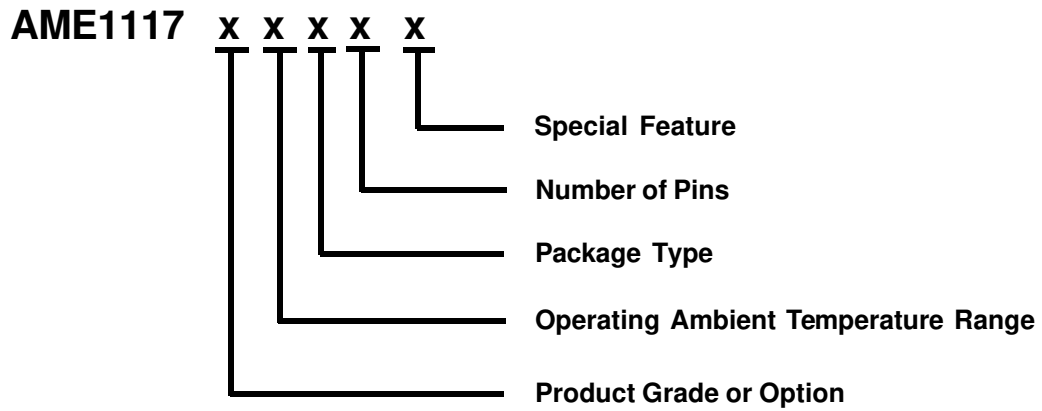 AME1117 x x x x x
Special Feature
Number of Pins
Package Type
Operating Ambient Temperature Range
Product Grade or Option